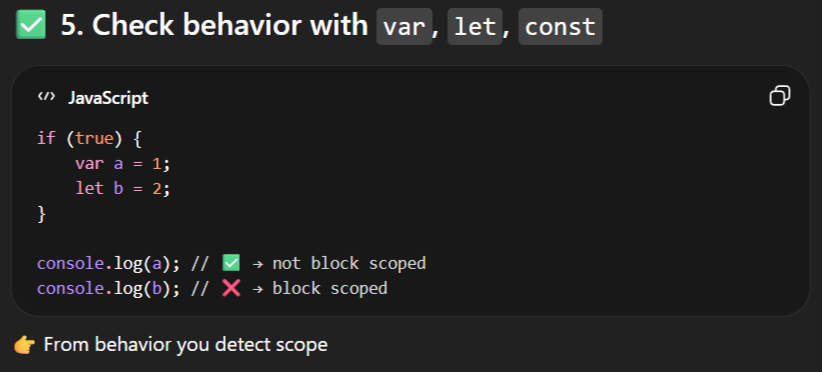 ✅ 5. Check behavior with var, let, const
</> JavaScript
if (true) {
    var a = 1;
    let b = 2;
}
console.log(a); // ✅ → not block scoped
console.log(b); // ❌ → block scoped
👉 From behavior you detect scope